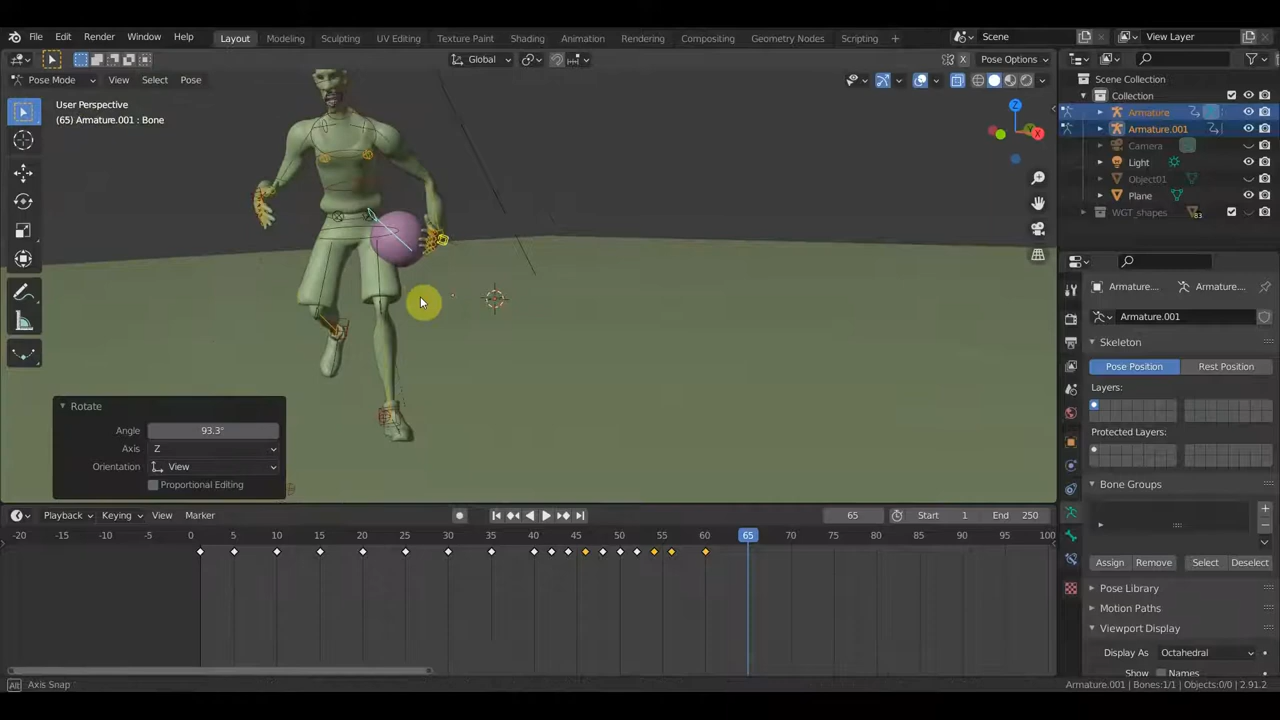 File Edit Render Window Help Layout Modeling Sculpting UV Editing Texture Paint Shading Animation Rendering Compositing Geometry Nodes Scripting + Scene View Layer
Global Pose Options
Pose Mode View Select Pose
User Perspective
(65) Armature.001 : Bone
Z
X
Rotate
Angle 93.3°
Axis Z
Orientation View
Proportional Editing
Scene Collection
Collection
Armature
Armature.001
Camera
Light
Object01
Plane
WGT_shapes 83
Armature.... Armature....
Armature.001
Skeleton
Pose Position Rest Position
Layers:
Protected Layers:
Bone Groups
Assign Remove Select Deselect
Pose Library
Motion Paths
Viewport Display
Display As Octahedral
Show Names
Playback Keying View Marker 65 Start 1 End 250
-20 -15 -10 -5 1 5 10 15 20 25 30 35 40 45 50 55 60 65 70 75 80 85 90 95 100
Alt Axis Snap Armature.001 | Bones:1/1 | Objects:0/0 | 2.91.2